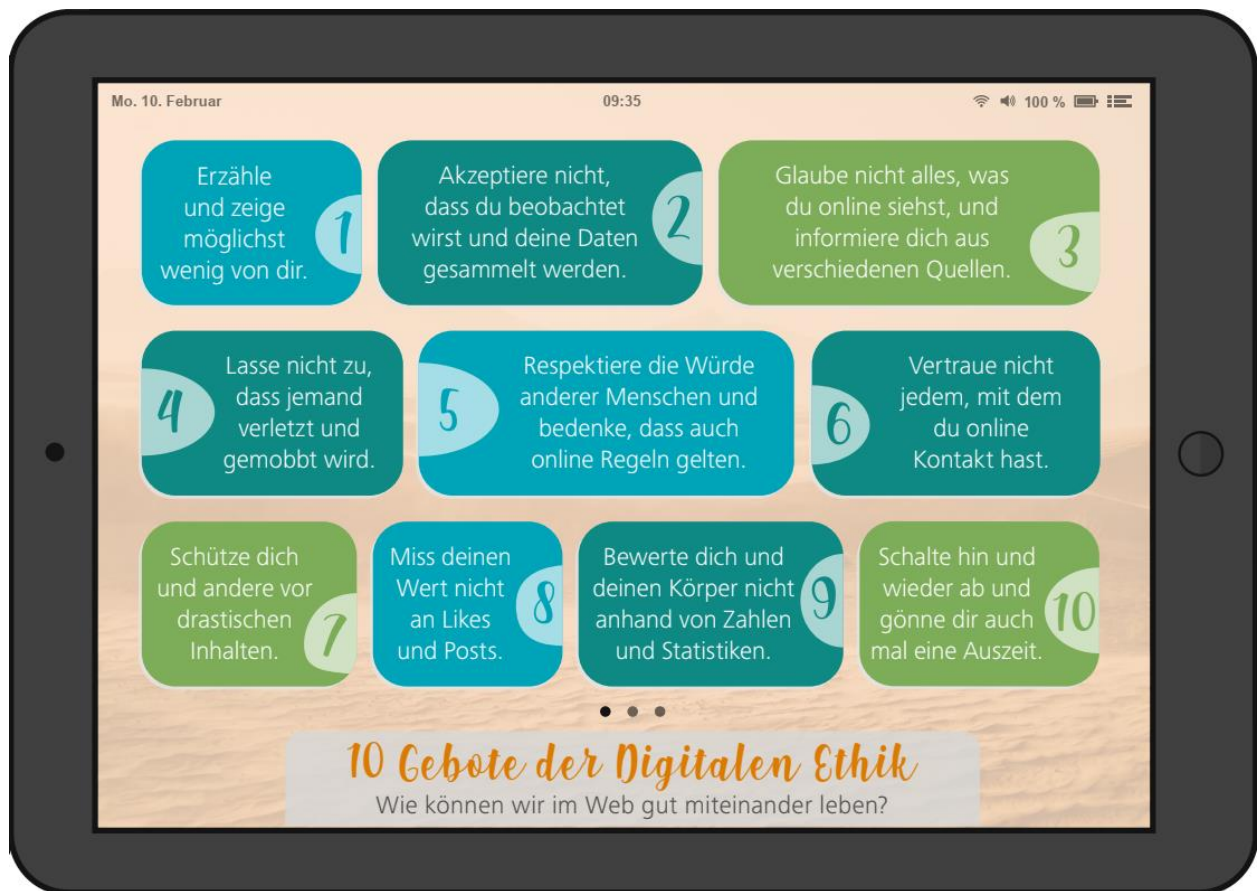 Mo. 10. Februar
09:35
100 %
Erzähle
und zeige
möglichst
wenig von dir.
1
Akzeptiere nicht,
dass du beobachtet
wirst und deine Daten
gesammelt werden.
2
Glaube nicht alles, was
du online siehst, und
informiere dich aus
verschiedenen Quellen.
3
4
Lasse nicht zu,
dass jemand
verletzt und
gemobbt wird.
5
Respektiere die Würde
anderer Menschen und
bedenke, dass auch
online Regeln gelten.
6
Vertraue nicht
jedem, mit dem
du online
Kontakt hast.
Schütze dich
und andere vor
drastischen
Inhalten.
7
Miss deinen
Wert nicht
an Likes
und Posts.
8
Bewerte dich und
deinen Körper nicht
anhand von Zahlen
und Statistiken.
9
Schalte hin und
wieder ab und
gönne dir auch
mal eine Auszeit.
10
10 Gebote der Digitalen Ethik
Wie können wir im Web gut miteinander leben?